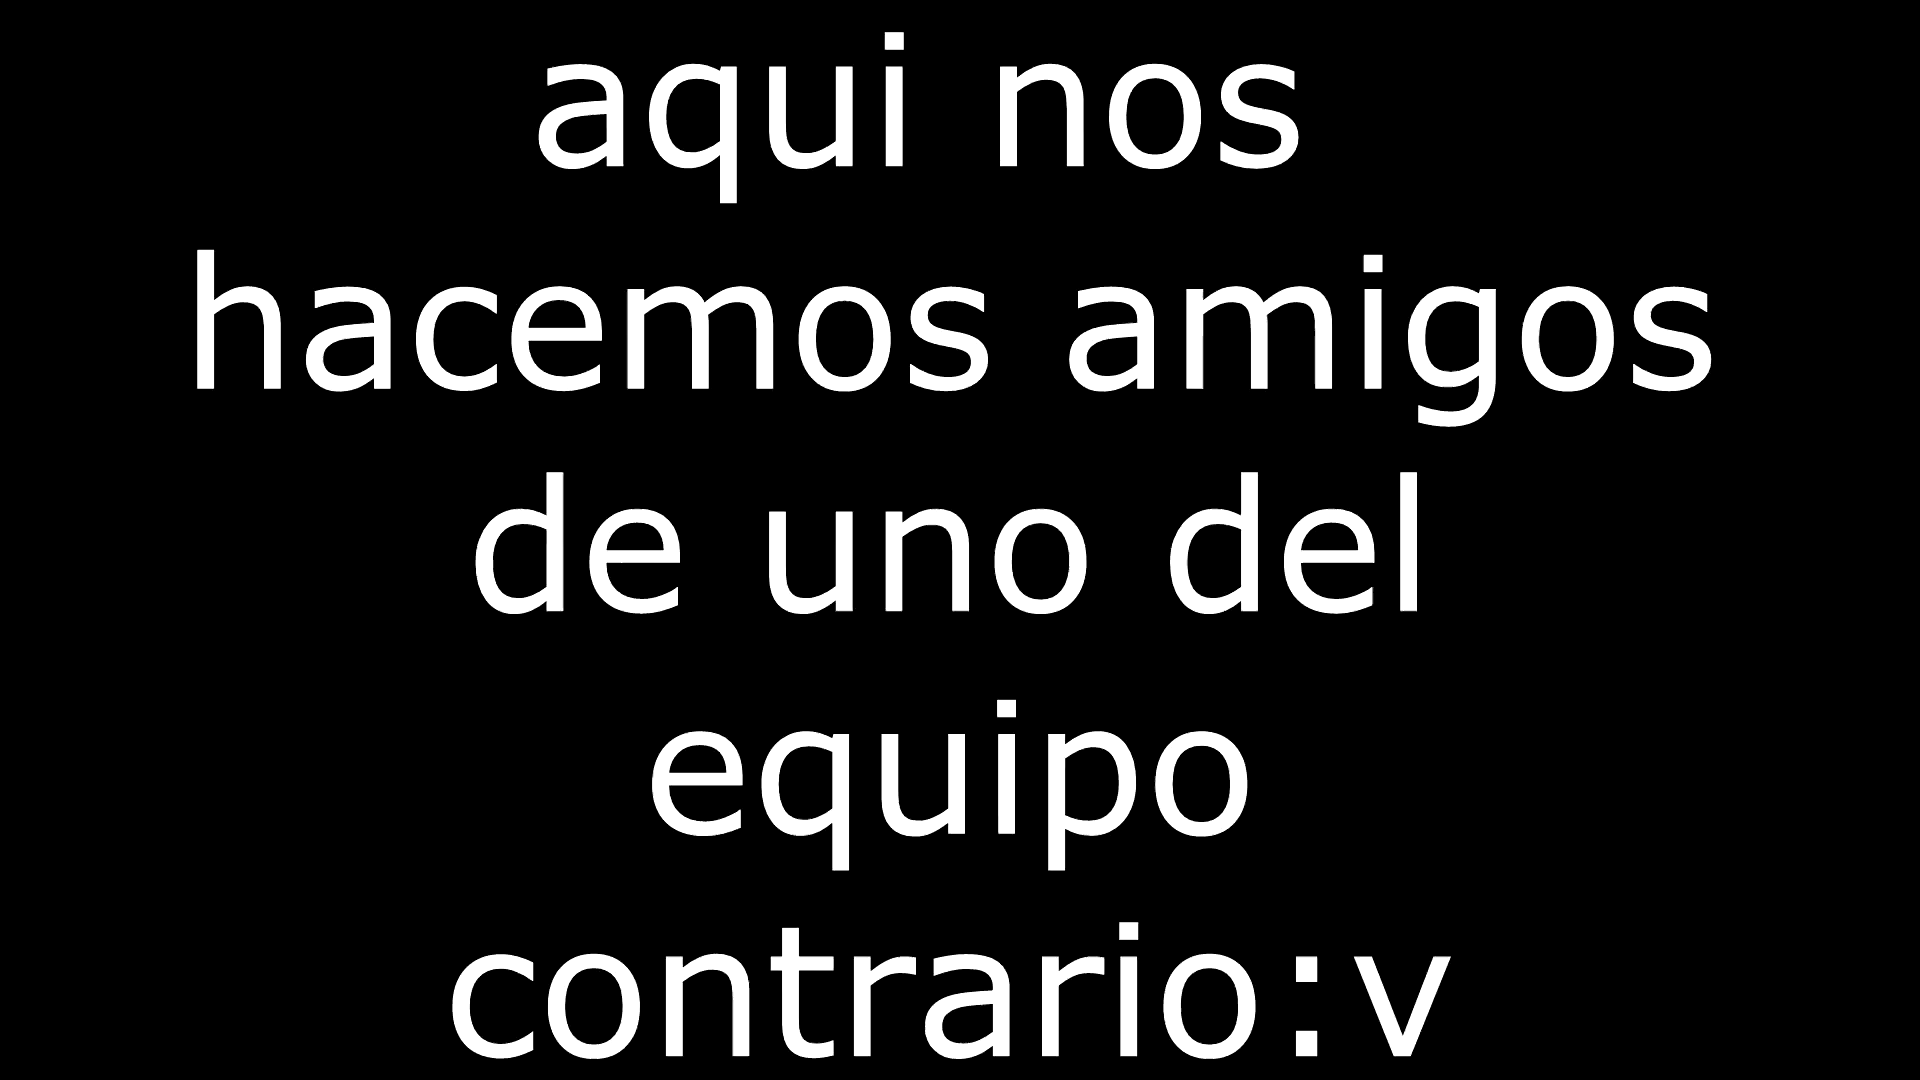 aqui nos
hacemos amigos
de uno del
equipo
contrario:v